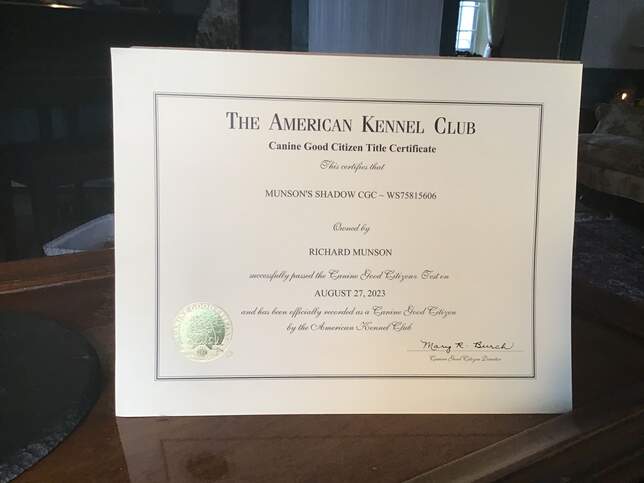 THE AMERICAN KENNEL CLUB
Canine Good Citizen Title Certificate
This certifies that
MUNSON'S SHADOW CGC ~ WS75815606
Owned by
RICHARD MUNSON
successfully passed the Canine Good Citizens Test on
AUGUST 27, 2023
and has been officially recorded as a Canine Good Citizen
by the American Kennel Club
Mary R. Burch
Canine Good Citizen Director